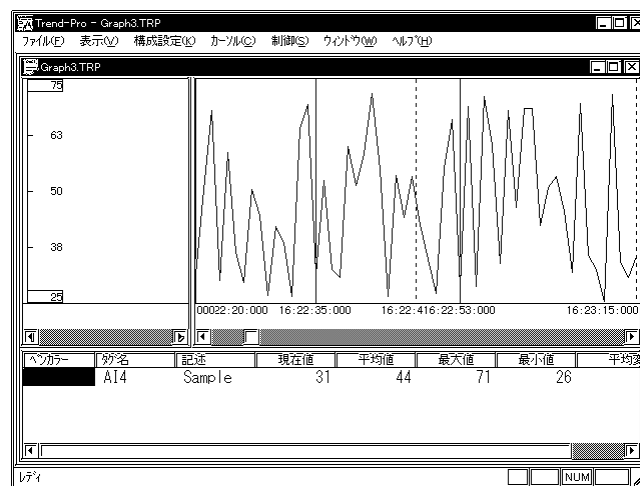 Trend-Pro - Graph3.TRP
ファイル(F) 表示(V) 構成設定(K) カーソル(C) 制御(S) ウィンドウ(W) ヘルプ(H)
Graph3.TRP
75
63
50
38
25
00022:20:000 16:22:35:000 16:22:4116:22:53:000 16:23:15:000
ペンカラー タグ名 記述 現在値 平均値 最大値 最小値 平均変
AI4 Sample 31 44 71 26
レディ NUM